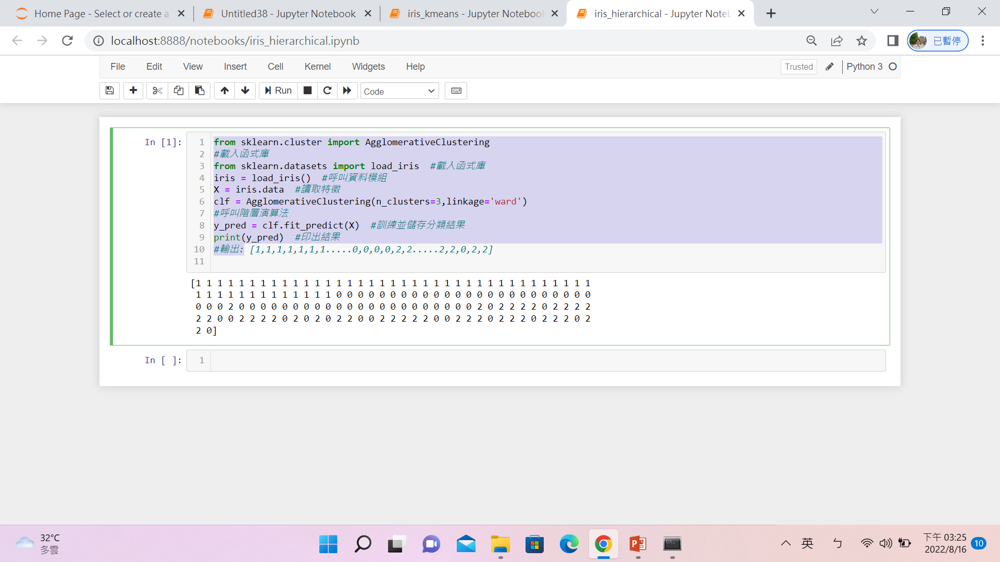 Home Page - Select or create a
Untitled38 - Jupyter Notebook
iris_kmeans - Jupyter Notebook
iris_hierarchical - Jupyter Noteb
localhost:8888/notebooks/iris_hierarchical.ipynb
已暫停
File Edit View Insert Cell Kernel Widgets Help
Trusted
Python 3
Run
Code
In [1]:
1 from sklearn.cluster import AgglomerativeClustering
2 #載入函式庫
3 from sklearn.datasets import load_iris #載入函式庫
4 iris = load_iris() #呼叫資料模組
5 X = iris.data #讀取特徵
6 clf = AgglomerativeClustering(n_clusters=3,linkage='ward')
7 #呼叫階層演算法
8 y_pred = clf.fit_predict(X) #訓練並儲存分類結果
9 print(y_pred) #印出結果
10 #輸出: [1,1,1,1,1,1,1.....0,0,0,0,2,2.....2,2,0,2,2]
11
[1 1 1 1 1 1 1 1 1 1 1 1 1 1 1 1 1 1 1 1 1 1 1 1 1 1 1 1 1 1 1 1 1 1 1 1 1
1 1 1 1 1 1 1 1 1 1 1 1 1 0 0 0 0 0 0 0 0 0 0 0 0 0 0 0 0 0 0 0 0 0 0 0 0
0 0 0 2 0 0 0 0 0 0 0 0 0 0 0 0 0 0 0 0 0 0 0 0 0 0 2 0 2 2 2 2 0 2 2 2 2
2 2 0 0 2 2 2 2 0 2 0 2 0 2 2 0 0 2 2 2 2 2 0 0 2 2 2 0 2 2 2 0 2 2 2 0 2
2 0]
In [ ]:
1
32°C
多雲
英
ㄅ
下午 03:25
2022/8/16
10